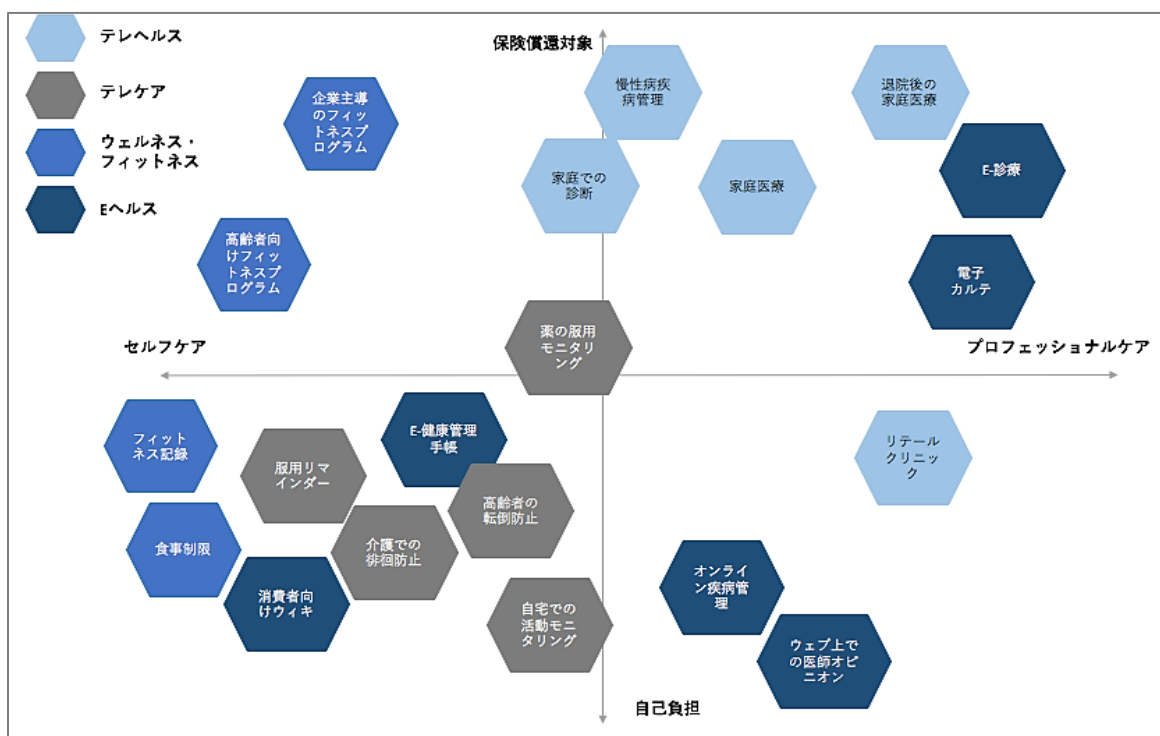 テレヘルス
テレケア
ウェルネス・
フィットネス
Eヘルス
保険償還対象
企業主導
のフィッ
トネスプ
ログラム
慢性病疾
病管理
退院後の
家庭医療
家庭での
診断
家庭医療
E-診療
高齢者向
けフィッ
トネスプ
ログラム
電子
カルテ
薬の服用
モニタリ
ング
セルフケア
プロフェッショナルケア
フィット
ネス記録
服用リマ
インダー
E-健康管理
手帳
高齢者の
転倒防止
リテール
クリニッ
ク
食事制限
介護での
徘徊防止
消費者向
けウィキ
自宅での
活動モニ
タリング
オンライ
ン疾病管
理
ウェブ上で
の医師オピ
ニオン
自己負担